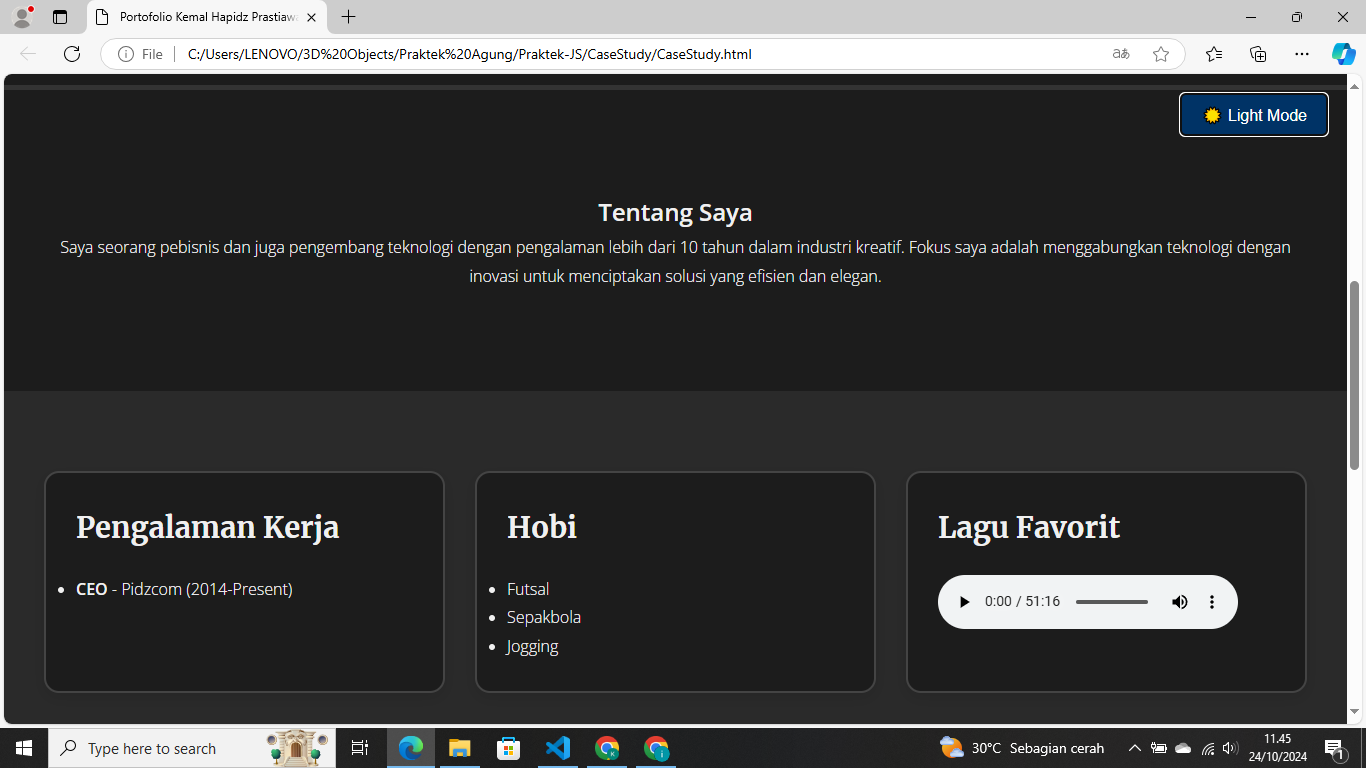 Portofolio Kemal Hapidz Prastiaw
File
C:/Users/LENOVO/3D%20Objects/Praktek%20Agung/Praktek-JS/CaseStudy/CaseStudy.html
Light Mode
Tentang Saya
Saya seorang pebisnis dan juga pengembang teknologi dengan pengalaman lebih dari 10 tahun dalam industri kreatif. Fokus saya adalah menggabungkan teknologi dengan
inovasi untuk menciptakan solusi yang efisien dan elegan.
Pengalaman Kerja
CEO - Pidzcom (2014-Present)
Hobi
Futsal
Sepakbola
Jogging
Lagu Favorit
0:00 / 51:16
Type here to search
30°C Sebagian cerah
11.45
24/10/2024
1